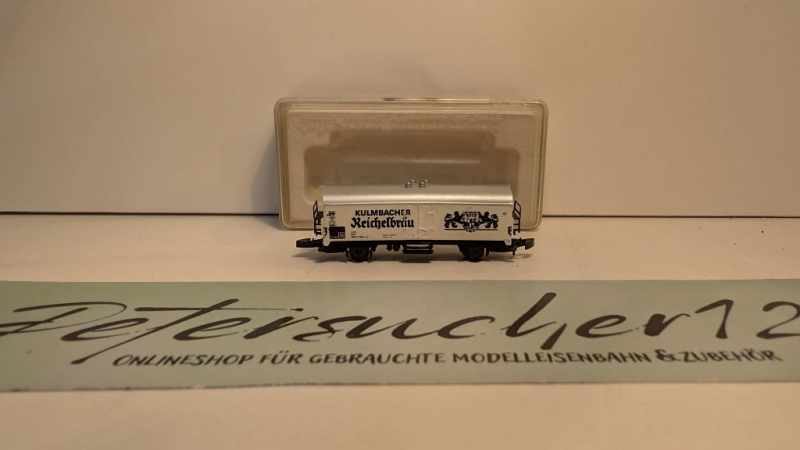 KULMBACHER
Reichelbräu
Petersucher12
ONLINESHOP FÜR GEBRAUCHTE MODELLEISENBAHN & ZUBEHÖR